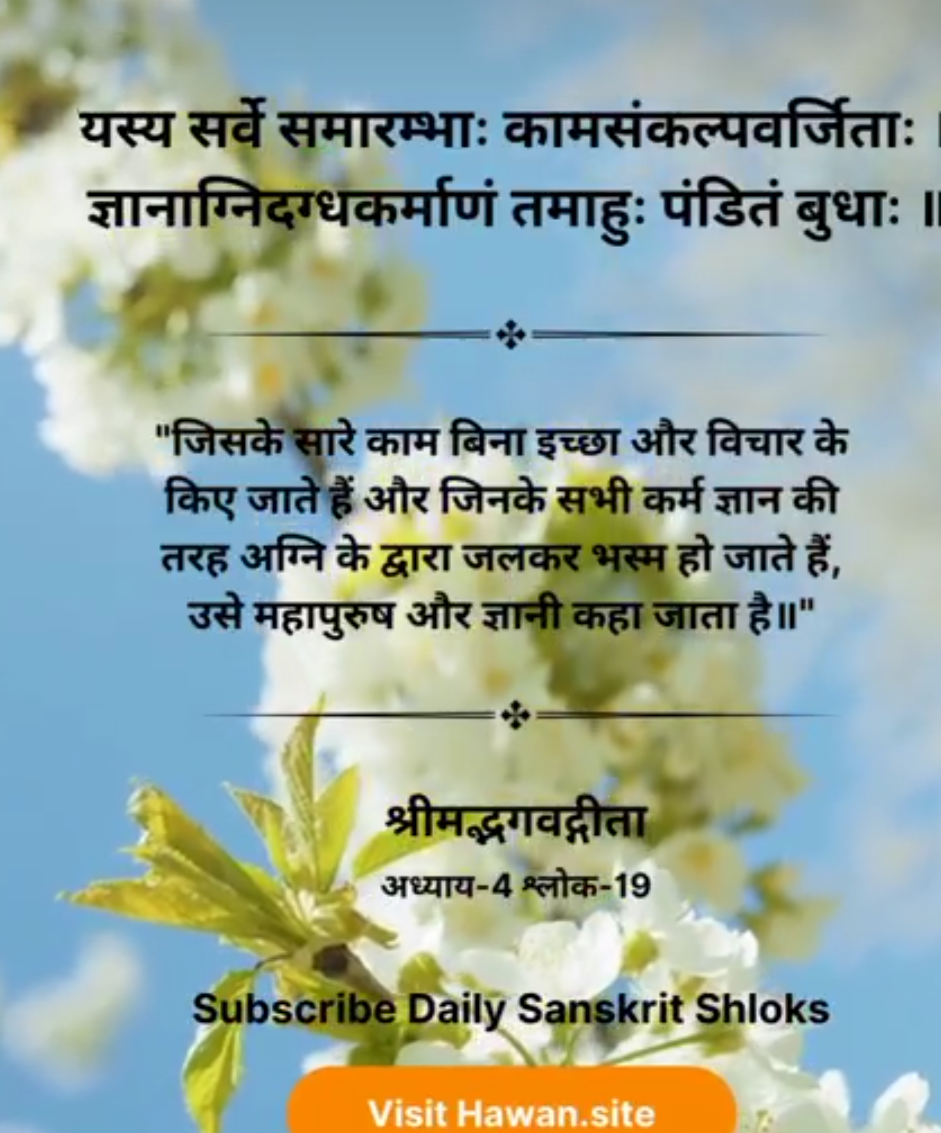 यस्य सर्वे समारम्भाः कामसंकल्पवर्जिताः ।
ज्ञानाग्निदग्धकर्माणं तमाहुः पंडितं बुधाः ॥
"जिसके सारे काम बिना इच्छा और विचार के
किए जाते हैं और जिनके सभी कर्म ज्ञान की
तरह अग्नि के द्वारा जलकर भस्म हो जाते हैं,
उसे महापुरुष और ज्ञानी कहा जाता है॥"
श्रीमद्भगवद्गीता
अध्याय-4 श्लोक-19
Subscribe Daily Sanskrit Shloks
Visit Hawan.site